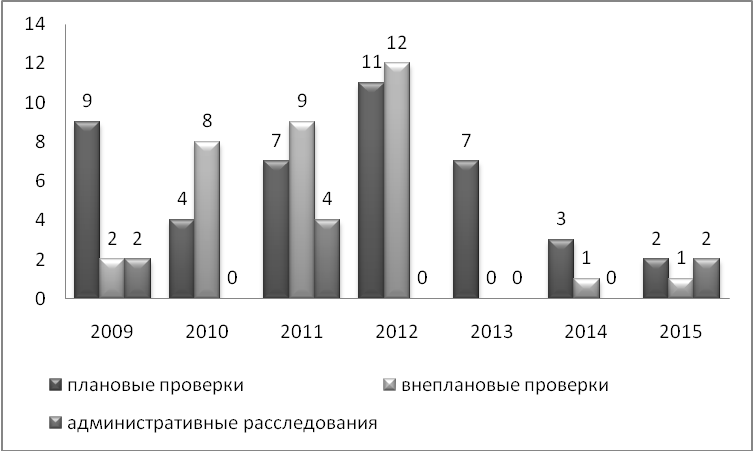 14
12
10
8
6
4
2
0
9 2 2
4 8 0
7 9 4
11 12 0
7 0 0
3 1 0
2 1 2
2009 2010 2011 2012 2013 2014 2015
плановые проверки внеплановые проверки
административные расследования